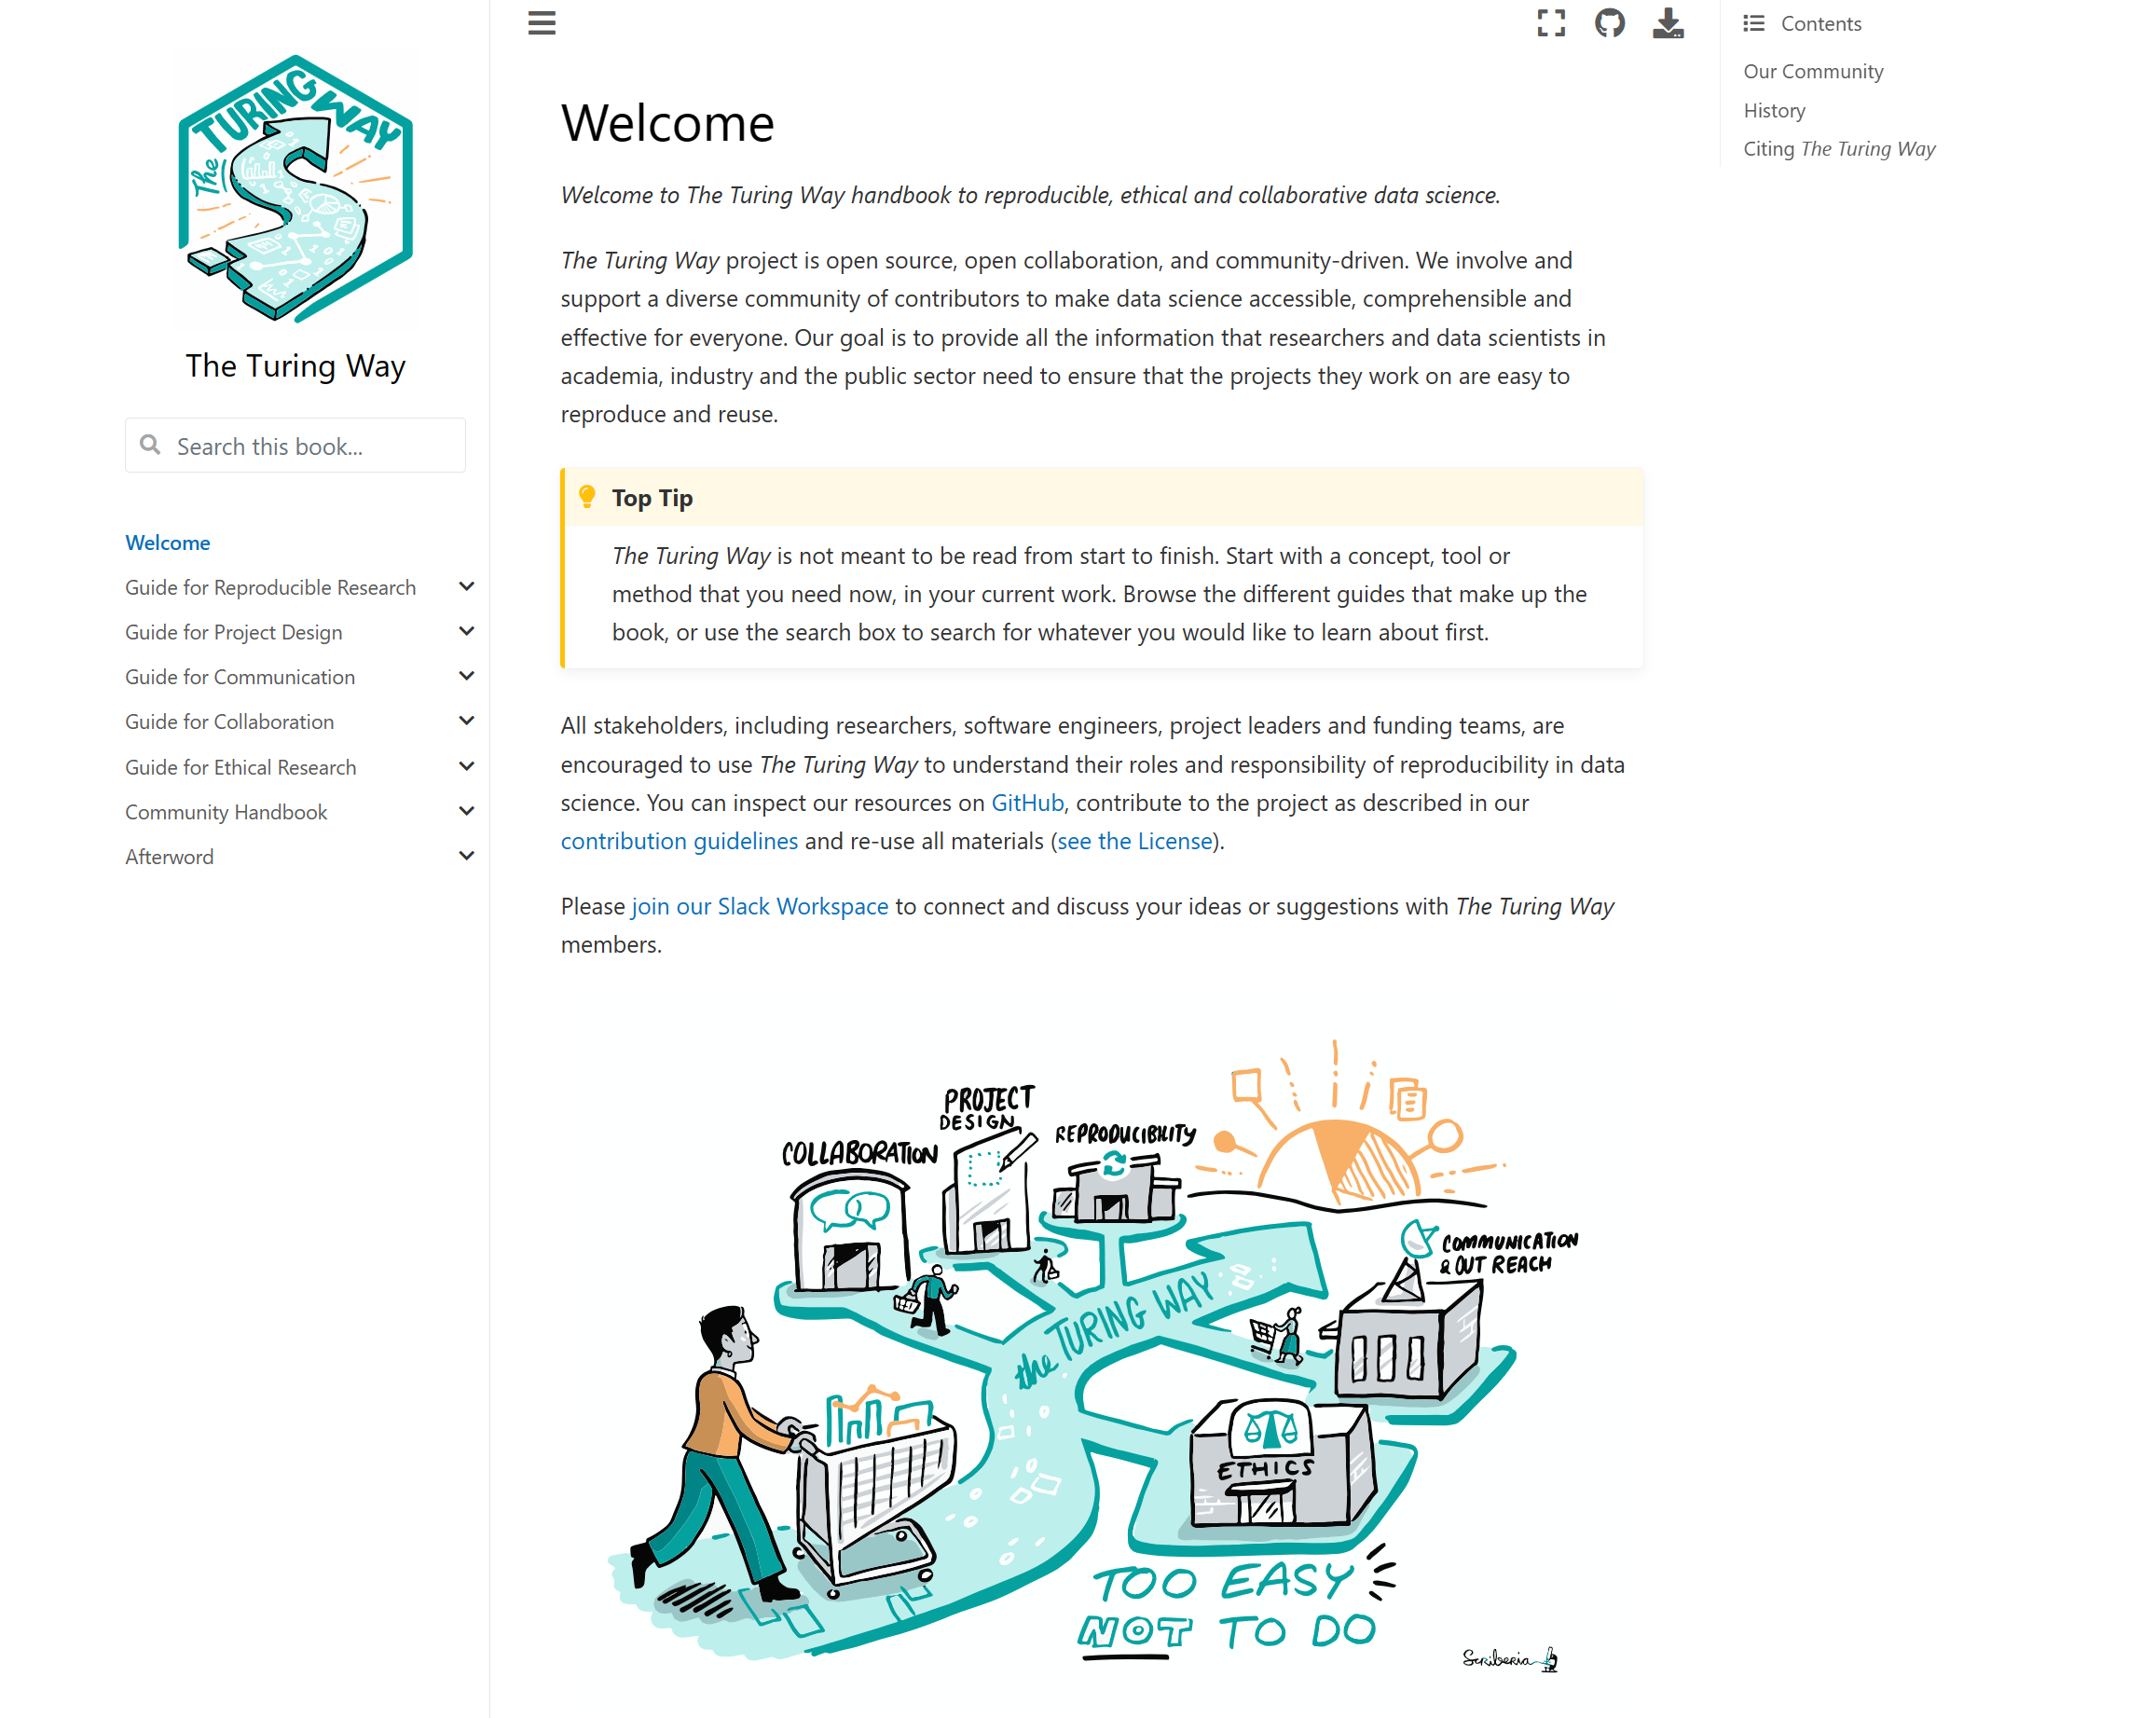 The TURING WAY
The Turing Way
Search this book...
Welcome
Guide for Reproducible Research
Guide for Project Design
Guide for Communication
Guide for Collaboration
Guide for Ethical Research
Community Handbook
Afterword
Welcome
Welcome to The Turing Way handbook to reproducible, ethical and collaborative data science.
The Turing Way project is open source, open collaboration, and community-driven. We involve and
support a diverse community of contributors to make data science accessible, comprehensible and
effective for everyone. Our goal is to provide all the information that researchers and data scientists in
academia, industry and the public sector need to ensure that the projects they work on are easy to
reproduce and reuse.
Top Tip
The Turing Way is not meant to be read from start to finish. Start with a concept, tool or
method that you need now, in your current work. Browse the different guides that make up the
book, or use the search box to search for whatever you would like to learn about first.
All stakeholders, including researchers, software engineers, project leaders and funding teams, are
encouraged to use The Turing Way to understand their roles and responsibility of reproducibility in data
science. You can inspect our resources on GitHub, contribute to the project as described in our
contribution guidelines and re-use all materials (see the License).
Please join our Slack Workspace to connect and discuss your ideas or suggestions with The Turing Way
members.
PROJECT
DESIGN
REPRODUCIBILITY
COLLABORATION
COMMUNICATION
& OUT REACH
the TURING WAY
ETHICS
TOO EASY
NOT TO DO
Scriberia
Contents
Our Community
History
Citing The Turing Way